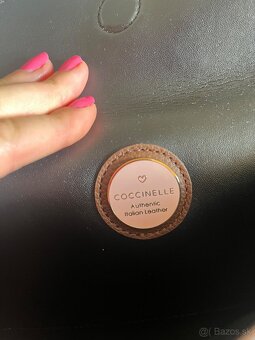 COCCINELLE
Authentic
Italian Leather
Bazos.sk